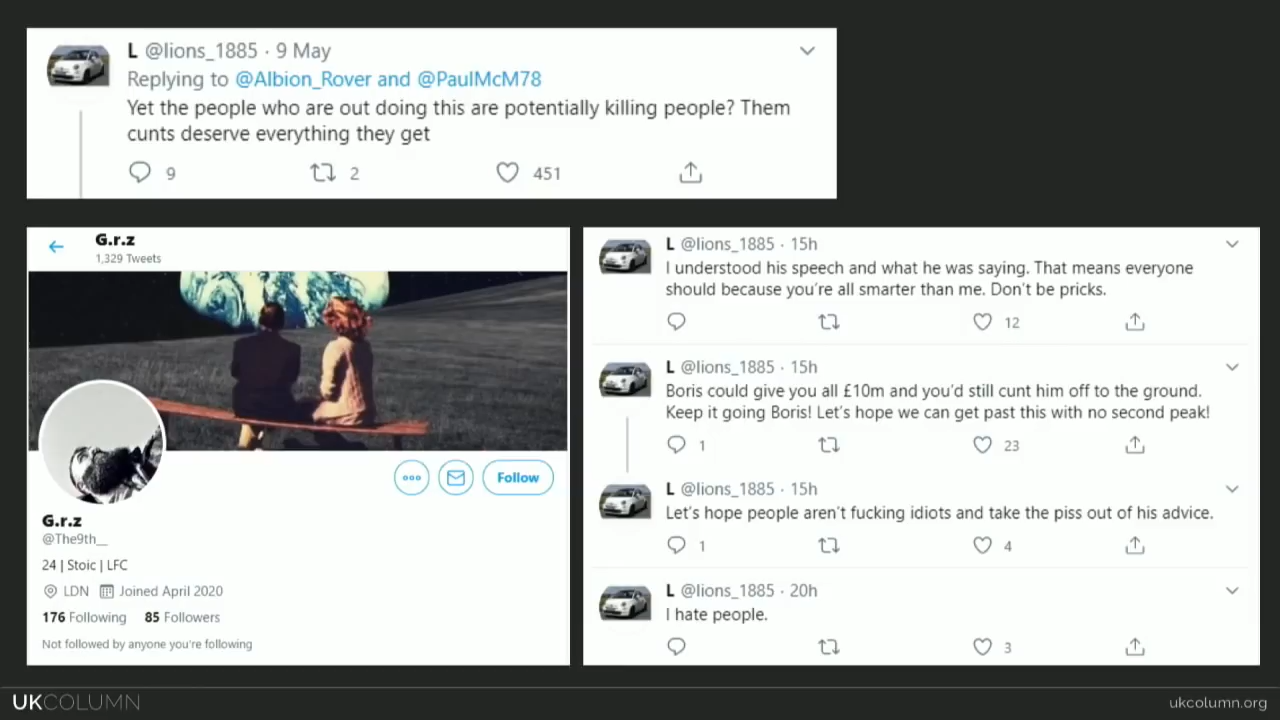 L @lions_1885 · 9 May
Replying to @Albion_Rover and @PaulMcM78
Yet the people who are out doing this are potentially killing people? Them
cunts deserve everything they get
9 2 451
G.r.z
1,329 Tweets
Follow
G.r.z
@The9th__
24 | Stoic | LFC
LDN Joined April 2020
176 Following 85 Followers
Not followed by anyone you're following
L @lions_1885 · 15h
I understood his speech and what he was saying. That means everyone
should because you're all smarter than me. Don't be pricks.
12
L @lions_1885 · 15h
Boris could give you all £10m and you'd still cunt him off to the ground.
Keep it going Boris! Let's hope we can get past this with no second peak!
1 23
L @lions_1885 · 15h
Let's hope people aren't fucking idiots and take the piss out of his advice.
1 4
L @lions_1885 · 20h
I hate people.
3
UKCOLUMN
ukcolumn.org